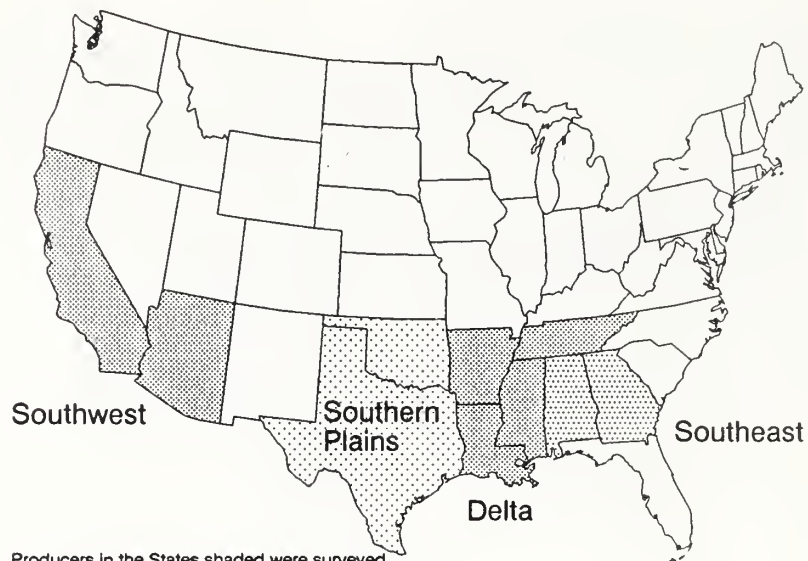 Southwest
Southern
Plains
Southeast
Delta
Producers in the States shaded were surveyed